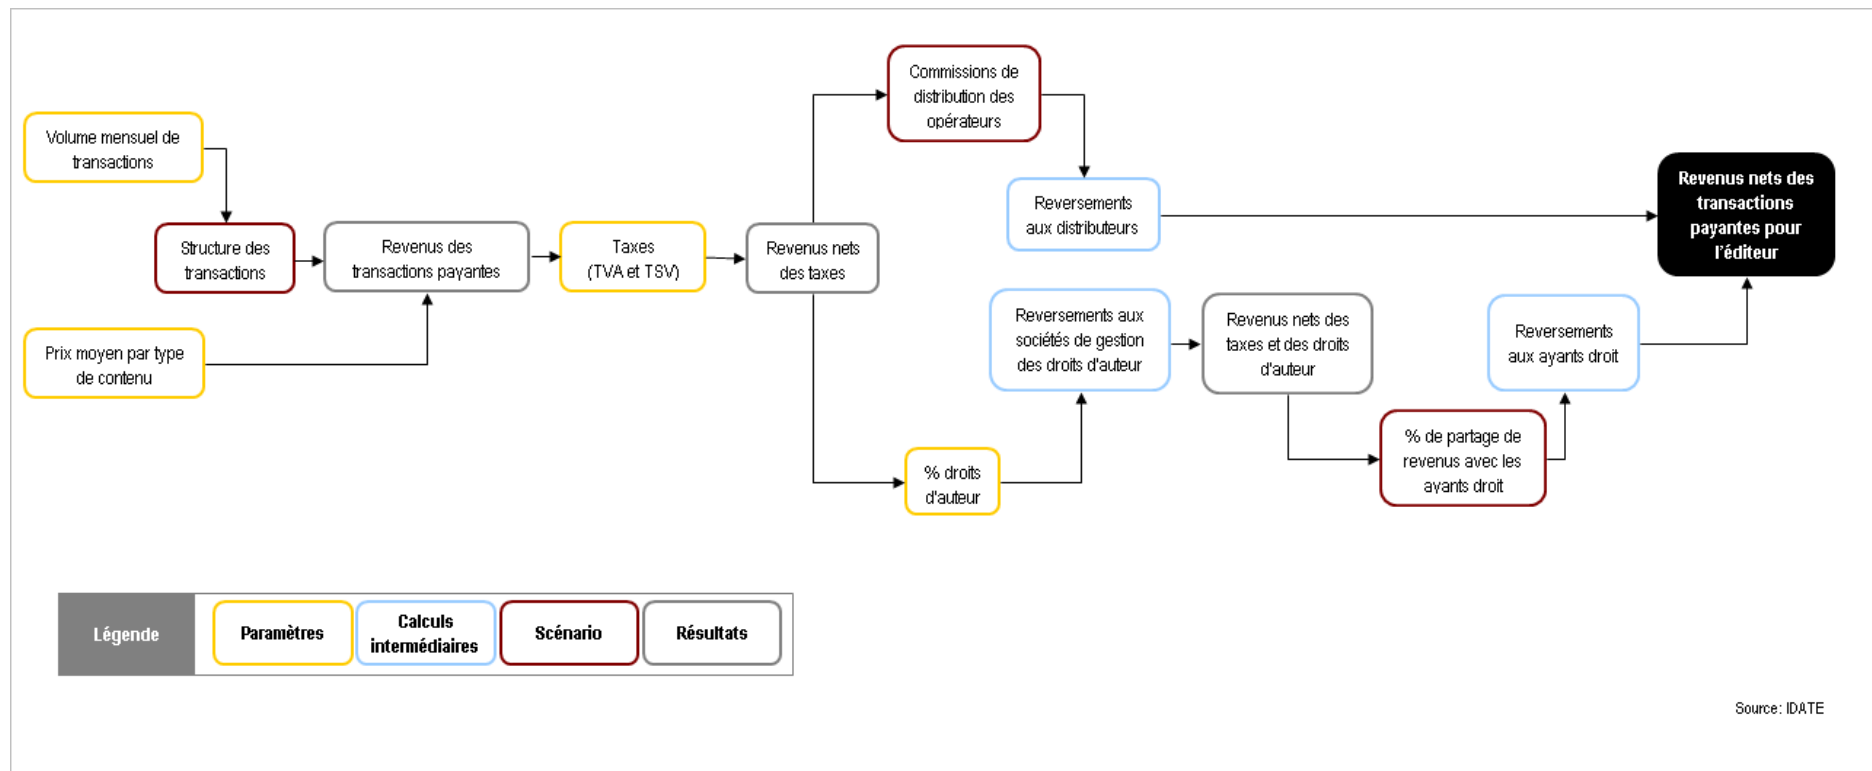 Commissions de
distribution des
opérateurs
Volume mensuel de
transactions
Revenus nets des
transactions
payantes pour
l'éditeur
Reversements
aux distributeurs
Structure des
transactions
Revenus des
transactions payantes
Taxes
(TVA et TSV)
Revenus nets
des taxes
Prix moyen par type
de contenu
Reversements aux
sociétés de gestion
des droits d'auteur
Revenus nets des
taxes et des droits
d'auteur
Reversements
aux ayants droit
% droits
d'auteur
% de partage de
revenus avec les
ayants droit
Légende
Paramètres
Calculs
intermédiaires
Scénario
Résultats
Source: IDATE